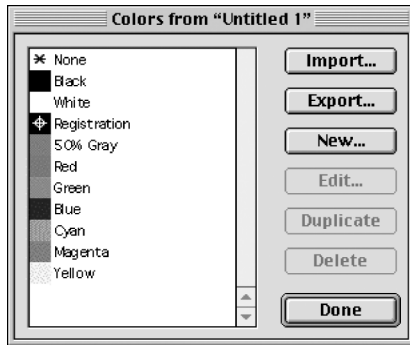 Colors from “Untitled 1”
None
Black
White
Registration
50% Gray
Red
Green
Blue
Cyan
Magenta
Yellow
Import...
Export...
New...
Edit...
Duplicate
Delete
Done